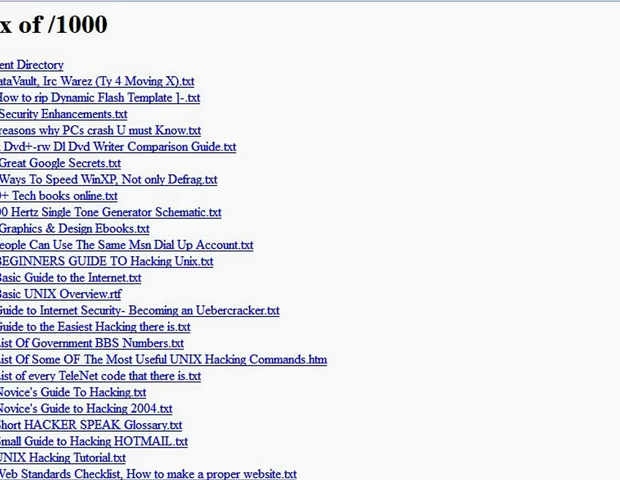 x of /1000
ent Directory
ataVault, Irc Warez (Ty 4 Moving X).txt
How to rip Dynamic Flash Template ]-.txt
Security Enhancements.txt
reasons why PCs crash U must Know.txt
Dvd+-rw Dl Dvd Writer Comparison Guide.txt
Great Google Secrets.txt
Ways To Speed WinXP, Not only Defrag.txt
0+ Tech books online.txt
00 Hertz Single Tone Generator Schematic.txt
Graphics & Design Ebooks.txt
eople Can Use The Same Msn Dial Up Account.txt
BEGINNERS GUIDE TO Hacking Unix.txt
Basic Guide to the Internet.txt
Basic UNIX Overview.rtf
Guide to Internet Security- Becoming an Uebercracker.txt
Guide to the Easiest Hacking there is.txt
List Of Government BBS Numbers.txt
List Of Some OF The Most Useful UNIX Hacking Commands.htm
List of every TeleNet code that there is.txt
Novice's Guide To Hacking.txt
Novice's Guide to Hacking 2004.txt
Short HACKER SPEAK Glossary.txt
Small Guide to Hacking HOTMAIL.txt
UNIX Hacking Tutorial.txt
Web Standards Checklist, How to make a proper website.txt